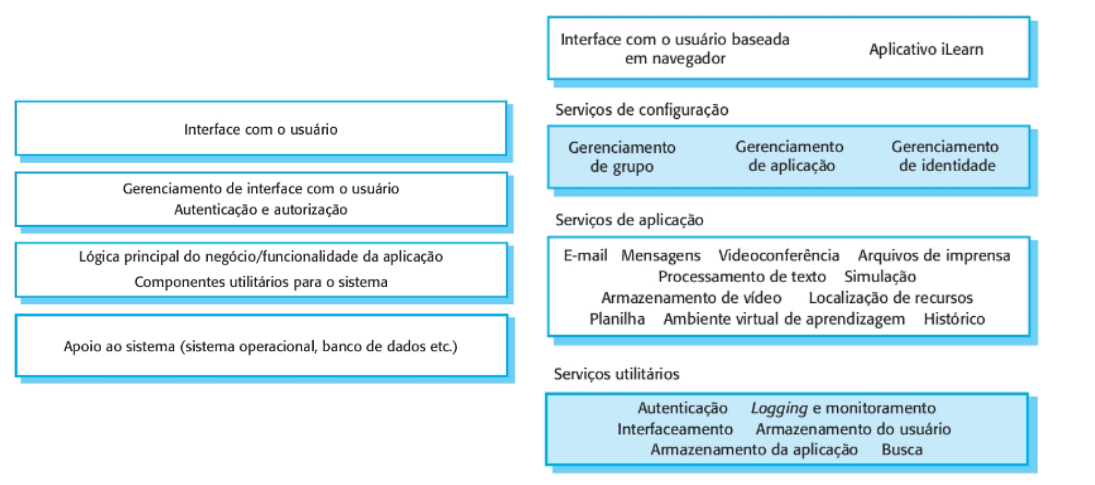 Interface com o usuário
Gerenciamento de interface com o usuário
Autenticação e autorização
Lógica principal do negócio/funcionalidade da aplicação
Componentes utilitários para o sistema
Apoio ao sistema (sistema operacional, banco de dados etc.)
Interface com o usuário baseada
em navegador
Aplicativo iLearn
Serviços de configuração
Gerenciamento
de grupo
Gerenciamento
de aplicação
Gerenciamento
de identidade
Serviços de aplicação
E-mail Mensagens Videoconferência Arquivos de imprensa
Processamento de texto Simulação
Armazenamento de vídeo Localização de recursos
Planilha Ambiente virtual de aprendizagem Histórico
Serviços utilitários
Autenticação Logging e monitoramento
Interfaceamento Armazenamento do usuário
Armazenamento da aplicação Busca